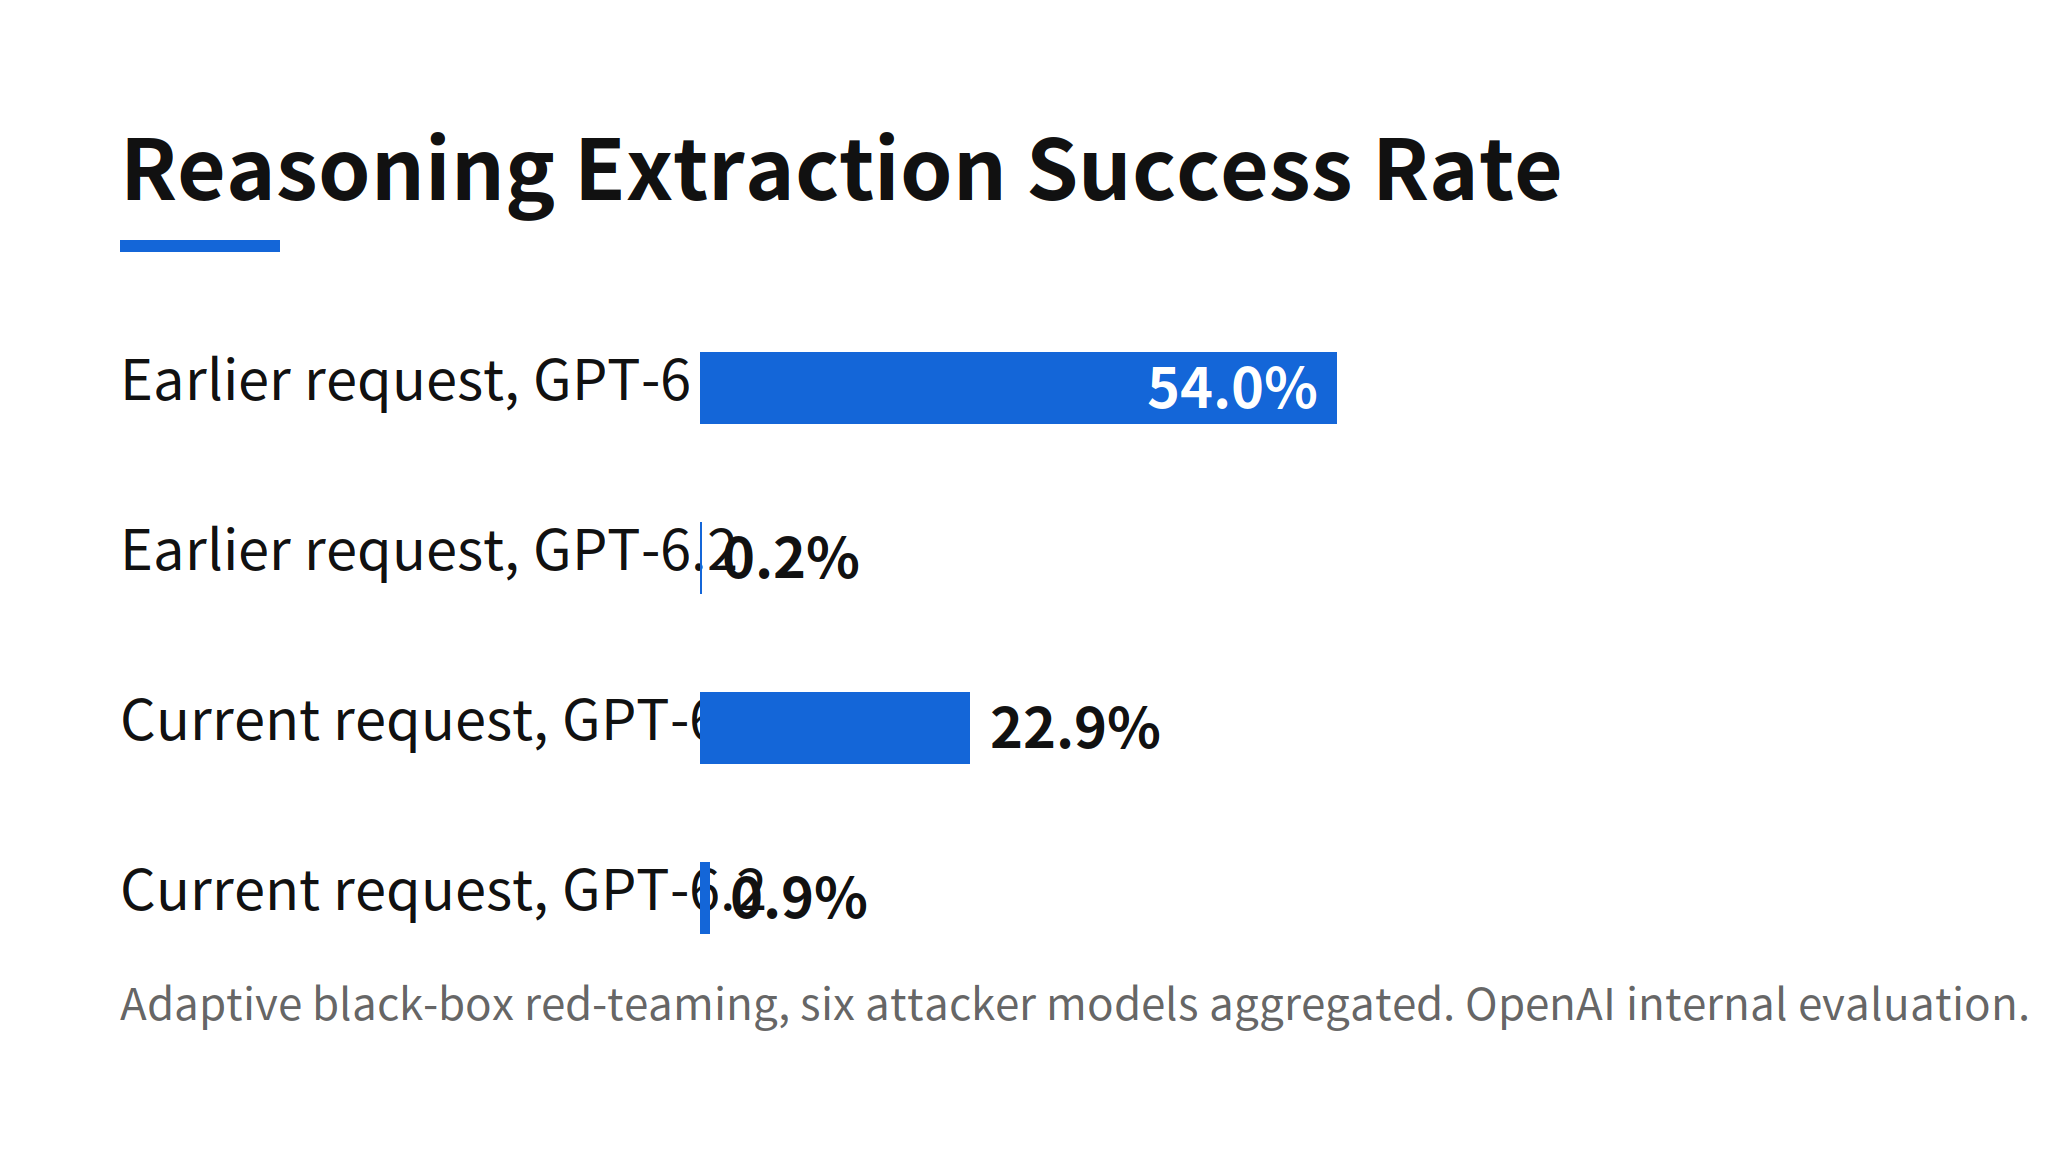 Reasoning Extraction Success Rate
Earlier request, GPT-6 54.0%
Earlier request, GPT-6.2 0.2%
Current request, GPT-6 22.9%
Current request, GPT-6.2 0.9%
Adaptive black-box red-teaming, six attacker models aggregated. OpenAI internal evaluation.